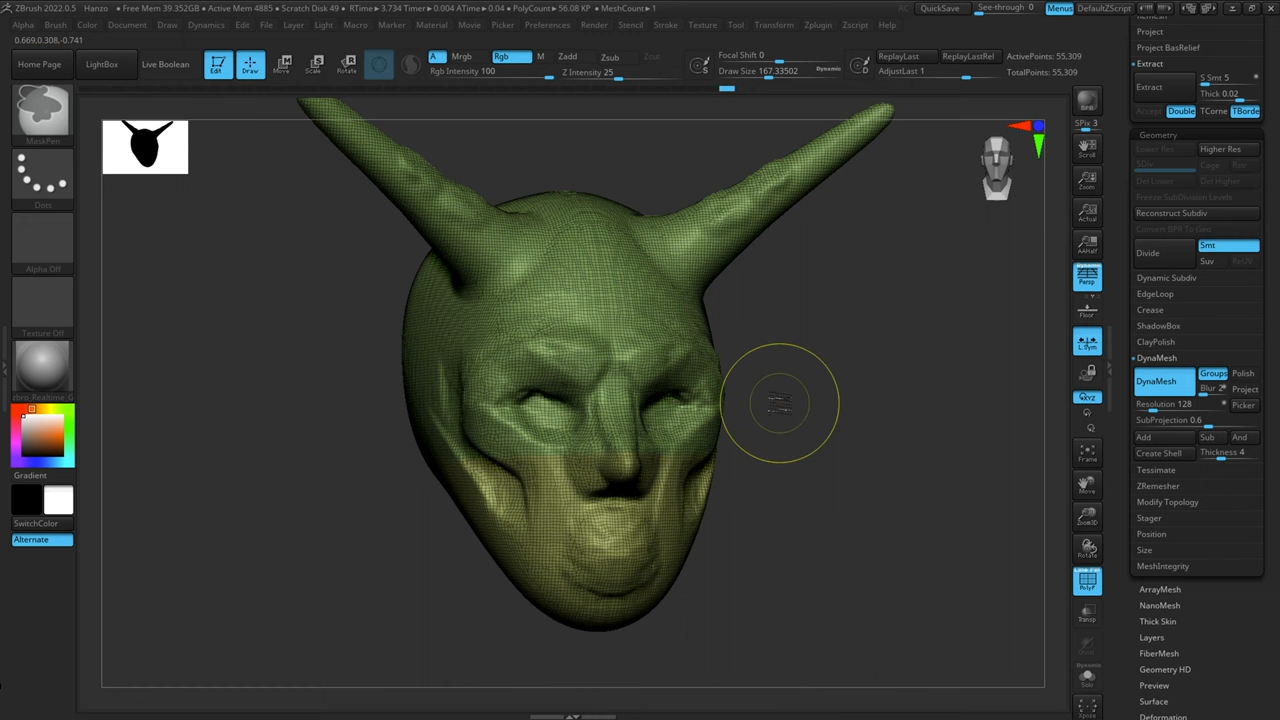 ZBrush 2022.0.5 Hanzo • Free Mem 39.352GB • Active Mem 4885 • Scratch Disk 49 • RTime▸3.734 Timer▸0.004 ATime▸0.04 • PolyCount▸56.08 KP • MeshCount▸1
AC QuickSave See-through 0 Menus DefaultZScript
Alpha Brush Color Document Draw Dynamics Edit File Layer Light Macro Marker Material Movie Picker Preferences Render Stencil Stroke Texture Tool Transform Zplugin Zscript Help
0.669,0.308,-0.741
Home Page
LightBox
Live Boolean
Edit
Draw
Move
Scale
Rotate
A Mrgb Rgb M Zadd Zsub Zcut
Rgb Intensity 100 Z Intensity 25
S
Focal Shift 0
Draw Size 167.33502 Dynamic
D
ReplayLast ReplayLastRel
AdjustLast 1
ActivePoints: 55,309
TotalPoints: 55,309
MaskPen
Dots
Alpha Off
Texture Off
zbro_Realtime_0
Gradient
SwitchColor
Alternate
BPR
SPix 3
Scroll
Zoom
Actual
AAHalf
Dynamic
Persp
Floor
L.Sym
Qxyz
Frame
Move
Zoom3D
Rotate
Line Fill
PolyF
Transp
Ghost
Dynamic
Solo
Xpose
Remesh
Project
Project BasRelief
Extract
Extract
S Smt 5
Thick 0.02
Accept Double TCorne TBorde
Geometry
Lower Res Higher Res
SDiv Cage Rstr
Del Lower Del Higher
Freeze SubDivision Levels
Reconstruct Subdiv
Convert BPR To Geo
Divide
Smt
Suv ReUV
Dynamic Subdiv
EdgeLoop
Crease
ShadowBox
ClayPolish
DynaMesh
DynaMesh
Groups Polish
Blur 2 Project
Resolution 128 Picker
SubProjection 0.6
Add Sub And
Create Shell Thickness 4
Tessimate
ZRemesher
Modify Topology
Stager
Position
Size
MeshIntegrity
ArrayMesh
NanoMesh
Thick Skin
Layers
FiberMesh
Geometry HD
Preview
Surface
Deformation